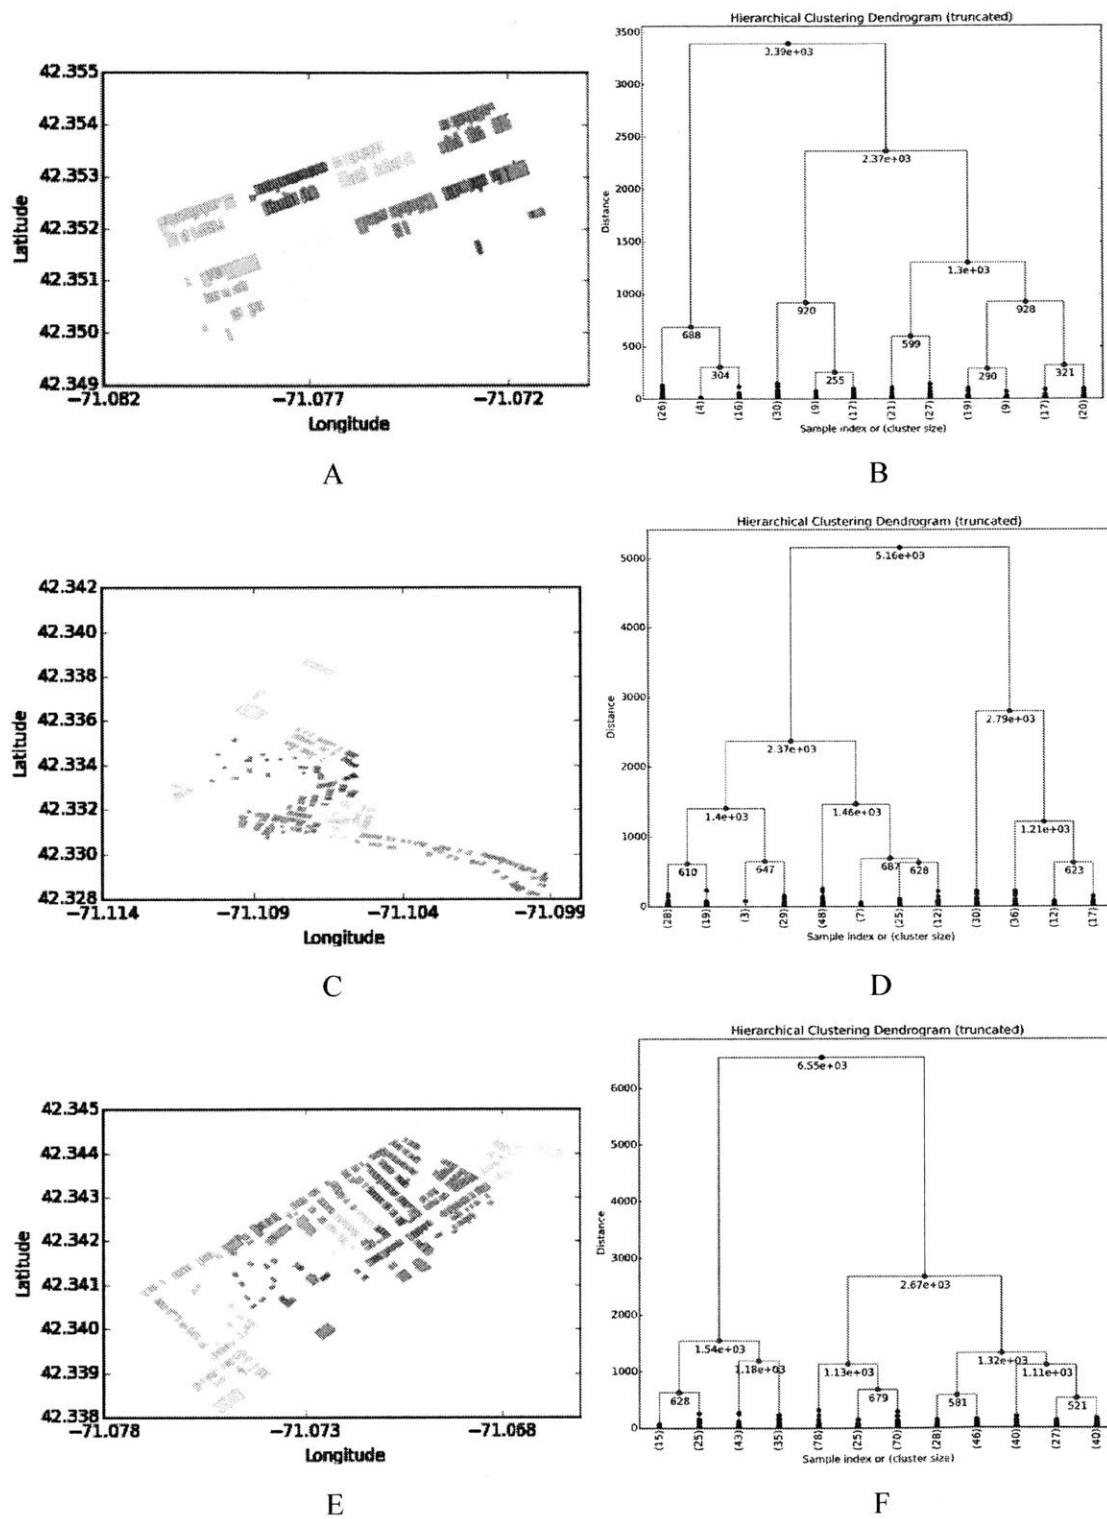 Hierarchical Clustering Dendrogram (truncated)
42.355
42.354
42.353
42.352
42.351
42.350
42.349
Latitude
−71.082
−71.077
−71.072
Longitude
A
3500
3000
2500
2000
1500
1000
500
0
Distance
3.39e+03
2.37e+03
1.3e+03
920
928
688
599
304
255
290
321
(26)
(4)
(16)
(30)
(9)
(17)
(21)
(27)
(19)
(9)
(17)
(20)
Sample index or (cluster size)
B
42.342
42.340
42.338
42.336
42.334
42.332
42.330
42.328
Latitude
−71.114
−71.109
−71.104
−71.099
Longitude
C
Hierarchical Clustering Dendrogram (truncated)
5000
4000
3000
2000
1000
0
Distance
5.16e+03
2.79e+03
2.37e+03
1.4e+03
1.46e+03
1.21e+03
610
647
687
628
623
(28)
(19)
(3)
(29)
(48)
(7)
(25)
(12)
(30)
(36)
(12)
(17)
Sample index or (cluster size)
D
42.345
42.344
42.343
42.342
42.341
42.340
42.339
42.338
Latitude
−71.078
−71.073
−71.068
Longitude
E
Hierarchical Clustering Dendrogram (truncated)
6000
5000
4000
3000
2000
1000
0
Distance
6.55e+03
2.67e+03
1.54e+03
1.18e+03
1.13e+03
1.32e+03
1.11e+03
628
679
581
521
(15)
(25)
(43)
(35)
(78)
(25)
(70)
(28)
(46)
(40)
(27)
(40)
Sample index or (cluster size)
F